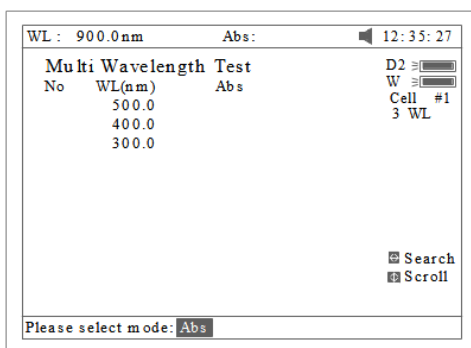 WL: 900.0nm Abs: 12:35:27
Multi Wavelength Test
No WL(nm) Abs
500.0
400.0
300.0
D2
W
Cell #1
3 WL
Search
Scroll
Please select mode: Abs